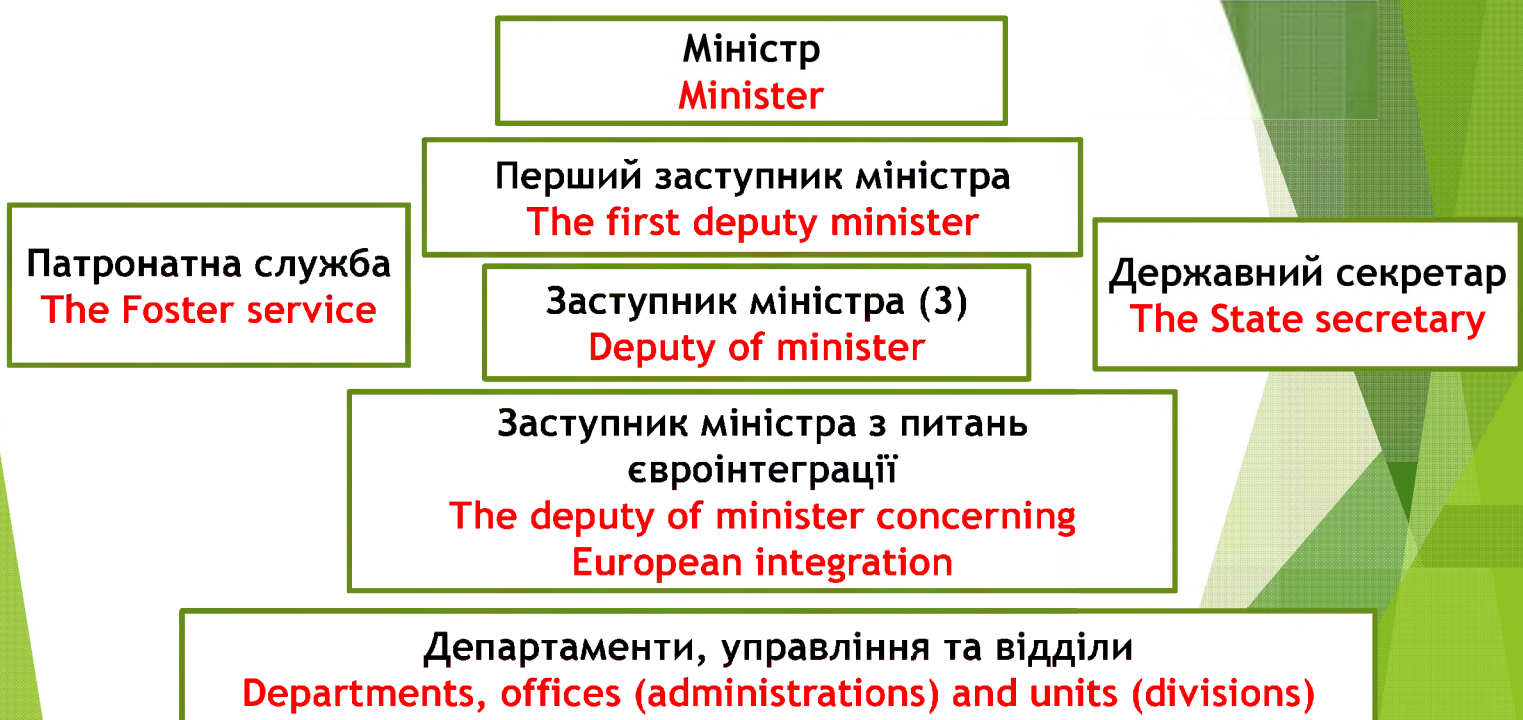 Міністр
Minister
Перший заступник міністра
The first deputy minister
Патронатна служба
The Foster service
Заступник міністра (3)
Deputy of minister
Державний секретар
The State secretary
Заступник міністра з питань
євроінтеграції
The deputy of minister concerning
European integration
Департаменти, управління та відділи
Departments, offices (administrations) and units (divisions)